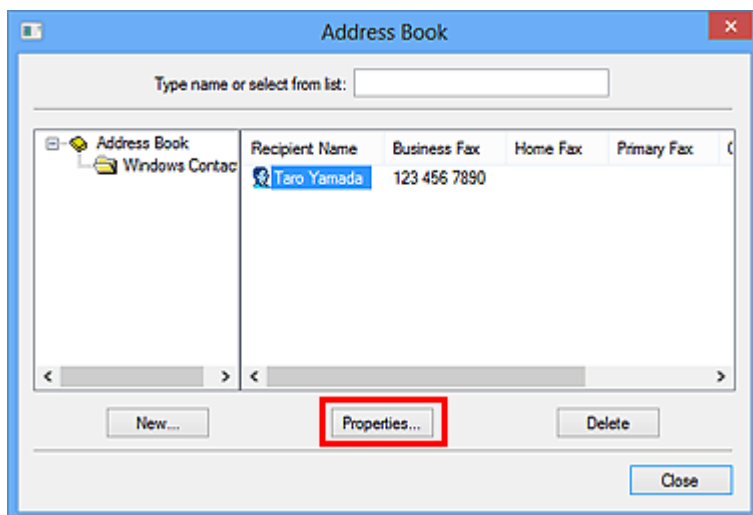 Address Book
Type name or select from list:
Address Book
Windows Contac
Recipient Name Business Fax Home Fax Primary Fax
Taro Yamada 123 456 7890
New... Properties... Delete
Close